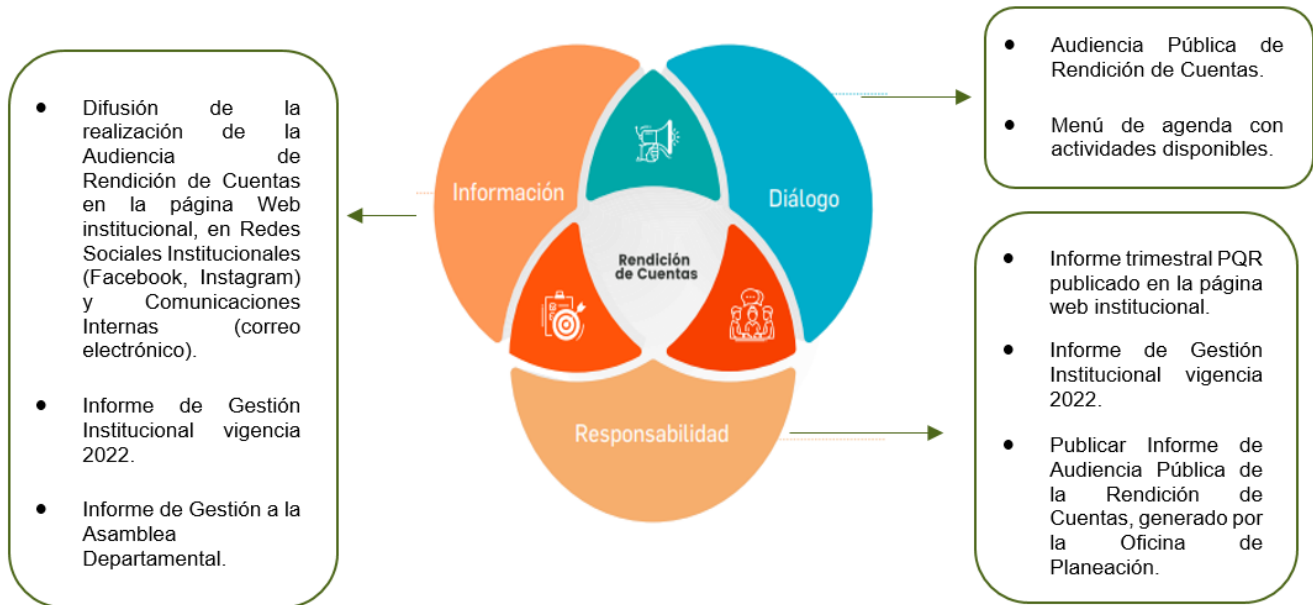 ● Difusión de la
realización de la
Audiencia de
Rendición de Cuentas
en la página Web
institucional, en Redes
Sociales Institucionales
(Facebook, Instagram)
y Comunicaciones
Internas (correo
electrónico).
● Informe de Gestión
Institucional vigencia
2022.
● Informe de Gestión a la
Asamblea
Departamental.
Información
Diálogo
Rendición
de Cuentas
Responsabilidad
● Audiencia Pública de
Rendición de Cuentas.
● Menú de agenda con
actividades disponibles.
● Informe trimestral PQR
publicado en la página
web institucional.
● Informe de Gestión
Institucional vigencia
2022.
● Publicar Informe de
Audiencia Pública de
la Rendición de
Cuentas, generado por
la Oficina de
Planeación.